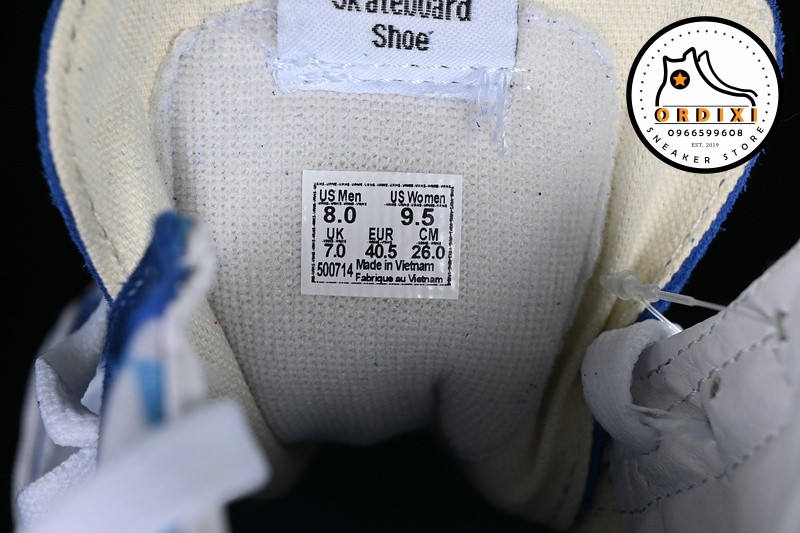 Skateboard
Shoe
ORDIXI
0966599608
EST. 2019
SNEAKER STORE
US Men US Women
8.0 9.5
UK EUR CM
7.0 40.5 26.0
500714 Made in Vietnam
Fabrique au Vietnam